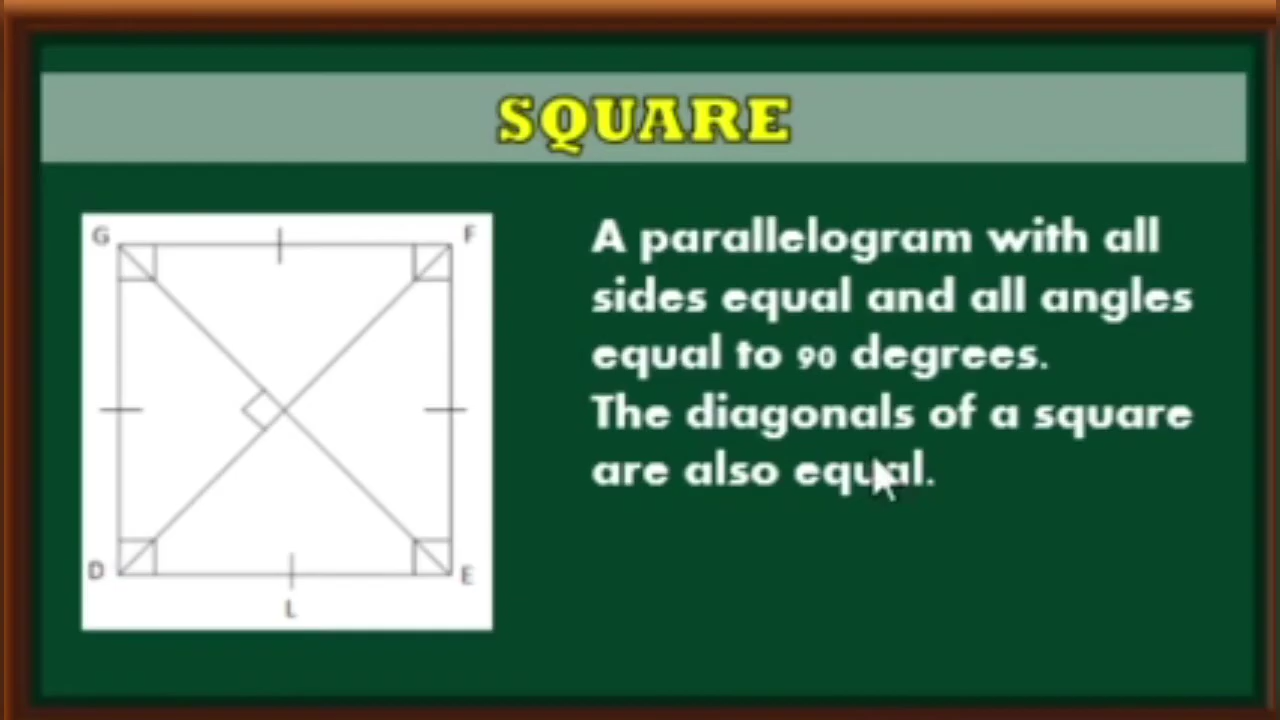 SQUARE
G
F
D
E
L
A parallelogram with all
sides equal and all angles
equal to 90 degrees.
The diagonals of a square
are also equal.